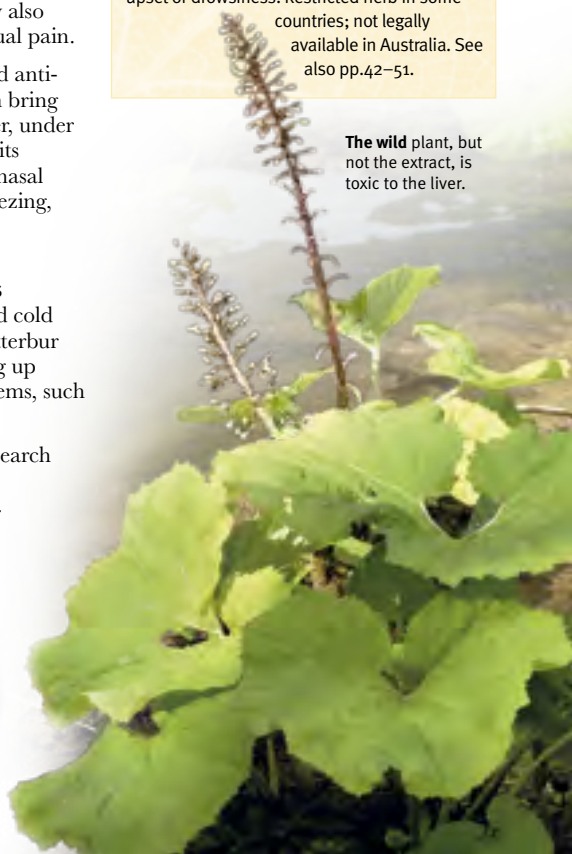 also
ual pain.
d anti-
bring
er, under
its
nasal
ezing,
d cold
terbur
g up
ems, such
earch
upset or drowsiness. Restricted herb in some
countries; not legally
available in Australia. See
also pp.42–51.
The wild plant, but
not the extract, is
toxic to the liver.